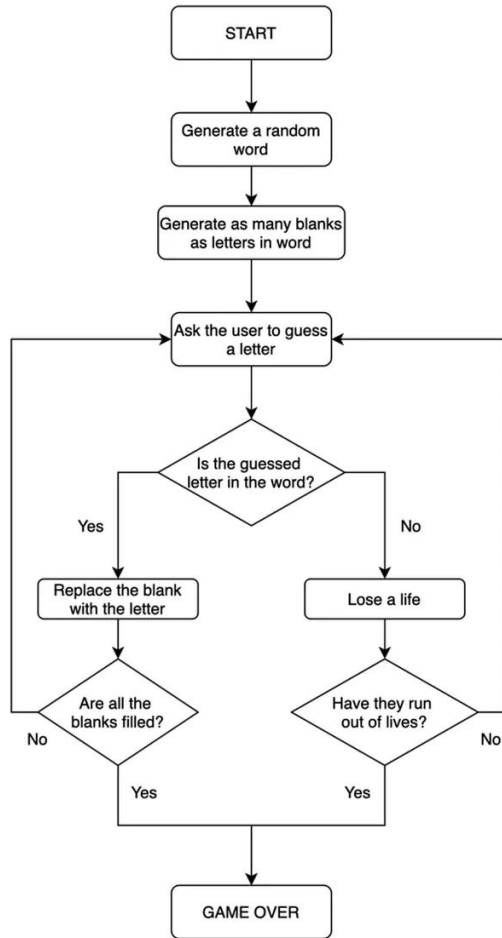 START
Generate a random
word
Generate as many blanks
as letters in word
Ask the user to guess
a letter
Is the guessed
letter in the word?
Yes
No
Replace the blank
with the letter
Lose a life
Are all the
blanks filled?
Have they run
out of lives?
No
No
Yes
Yes
GAME OVER